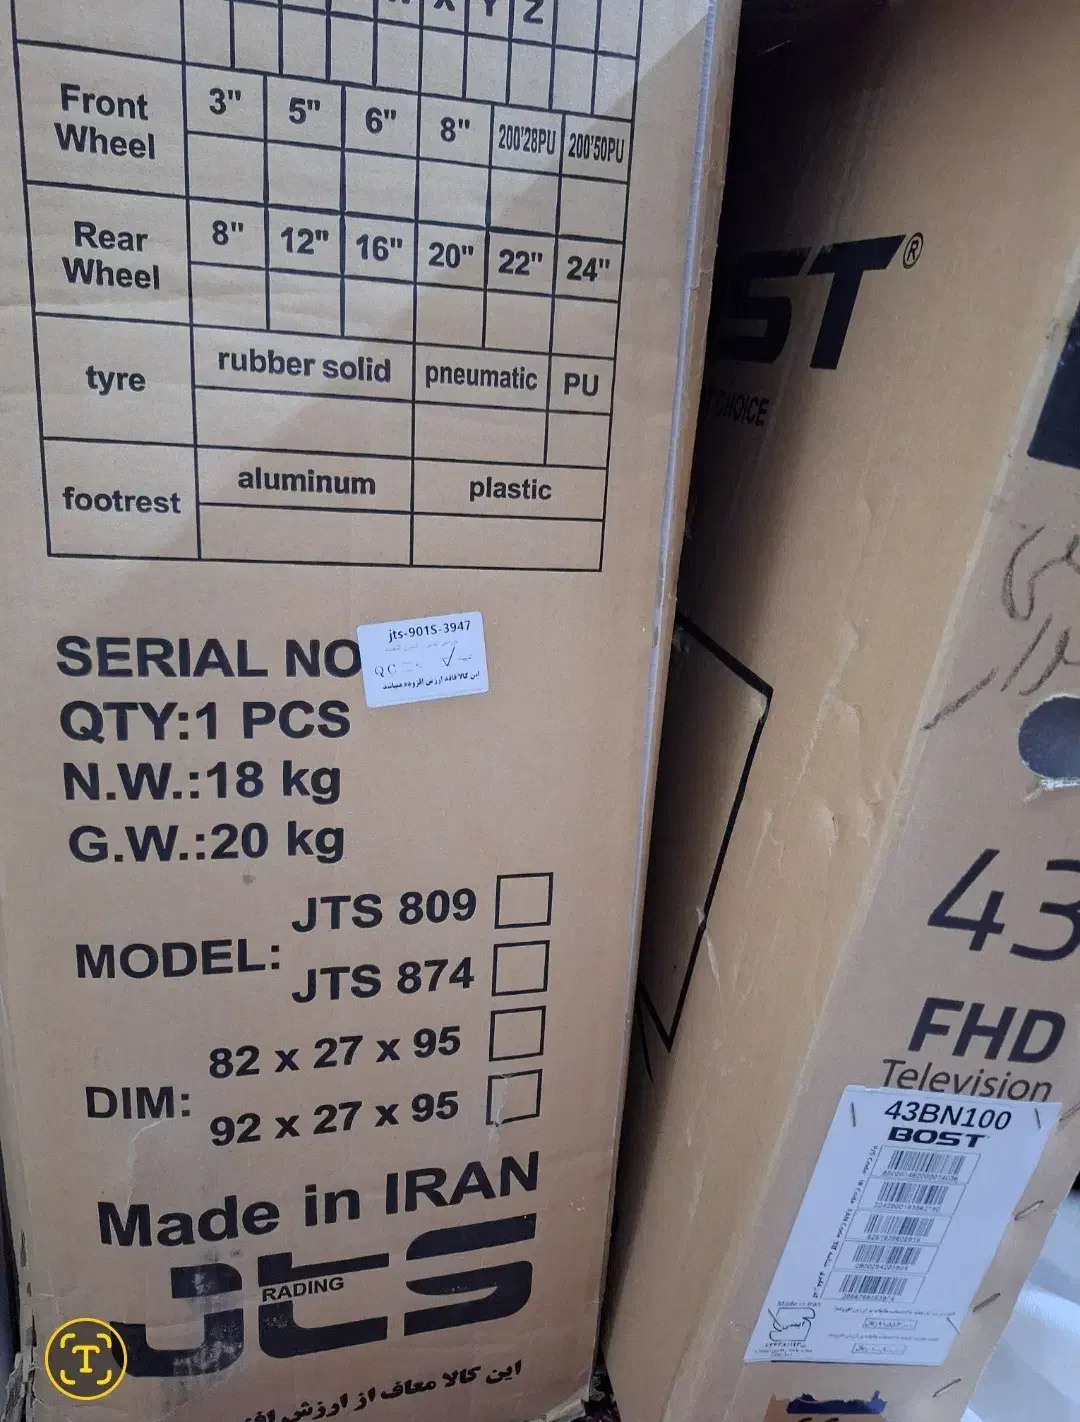 X Y Z
Front Wheel 3" 5" 6" 8" 200'28PU 200'50PU
Rear Wheel 8" 12" 16" 20" 22" 24"
tyre rubber solid pneumatic PU
footrest aluminum plastic
SERIAL NO
jts-901S-3947
QC
این کالا فاقد ارزش افزوده میباشد
QTY:1 PCS
N.W.:18 kg
G.W.:20 kg
MODEL: JTS 809
JTS 874
DIM: 82 x 27 x 95
92 x 27 x 95
Made in IRAN
JTS
RADING
این کالا معاف از ارزش
ST®
CHOICE
43
FHD
Television
43BN100
BOST
Made in Iran
T